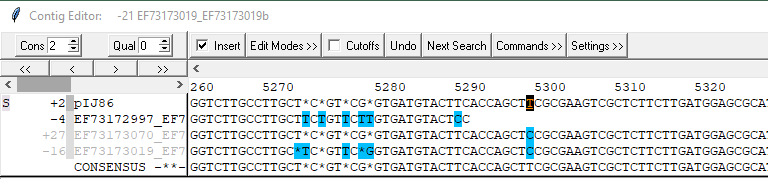 Contig Editor: -21 EF73173019_EF73173019b
Cons 2 Qual 0 Insert Edit Modes >> Cutoffs Undo Next Search Commands >> Settings >>
<< < > >> <
< > 260 5270 5280 5290 5300 5310 5320
S +2 pIJ86 GGTCTTGCCTTGCT*C*GT*CG*GTGATGTACTTCACCAGCTTCGCGAAGTCGCTCTTCTTGATGGAGCGCA
-4 EF73172997_EF7 GGTCTTGCCTTGCTTCTGTTCTTGTGATGTACTCC
+27 EF73173070_EF7 GGTCTTGCCTTGCT*C*GT*CG*GTGATGTACTTCACCAGCTCCGCGAAGTCGCTCTTCTTGATGGAGCGCA
-16 EF73173019_EF7 GGTCTTGCCTTGC*TC*GTTC*GGTGATGTACTTCACCAGCTCCGCGAAGTCGCTCTTCTTGATGGAGCGCA
CONSENSUS -**- GGTCTTGCCTTGCT*C*GT*CG*GTGATGTACTTCACCAGCTTCGCGAAGTCGCTCTTCTTGATGGAGCGCA